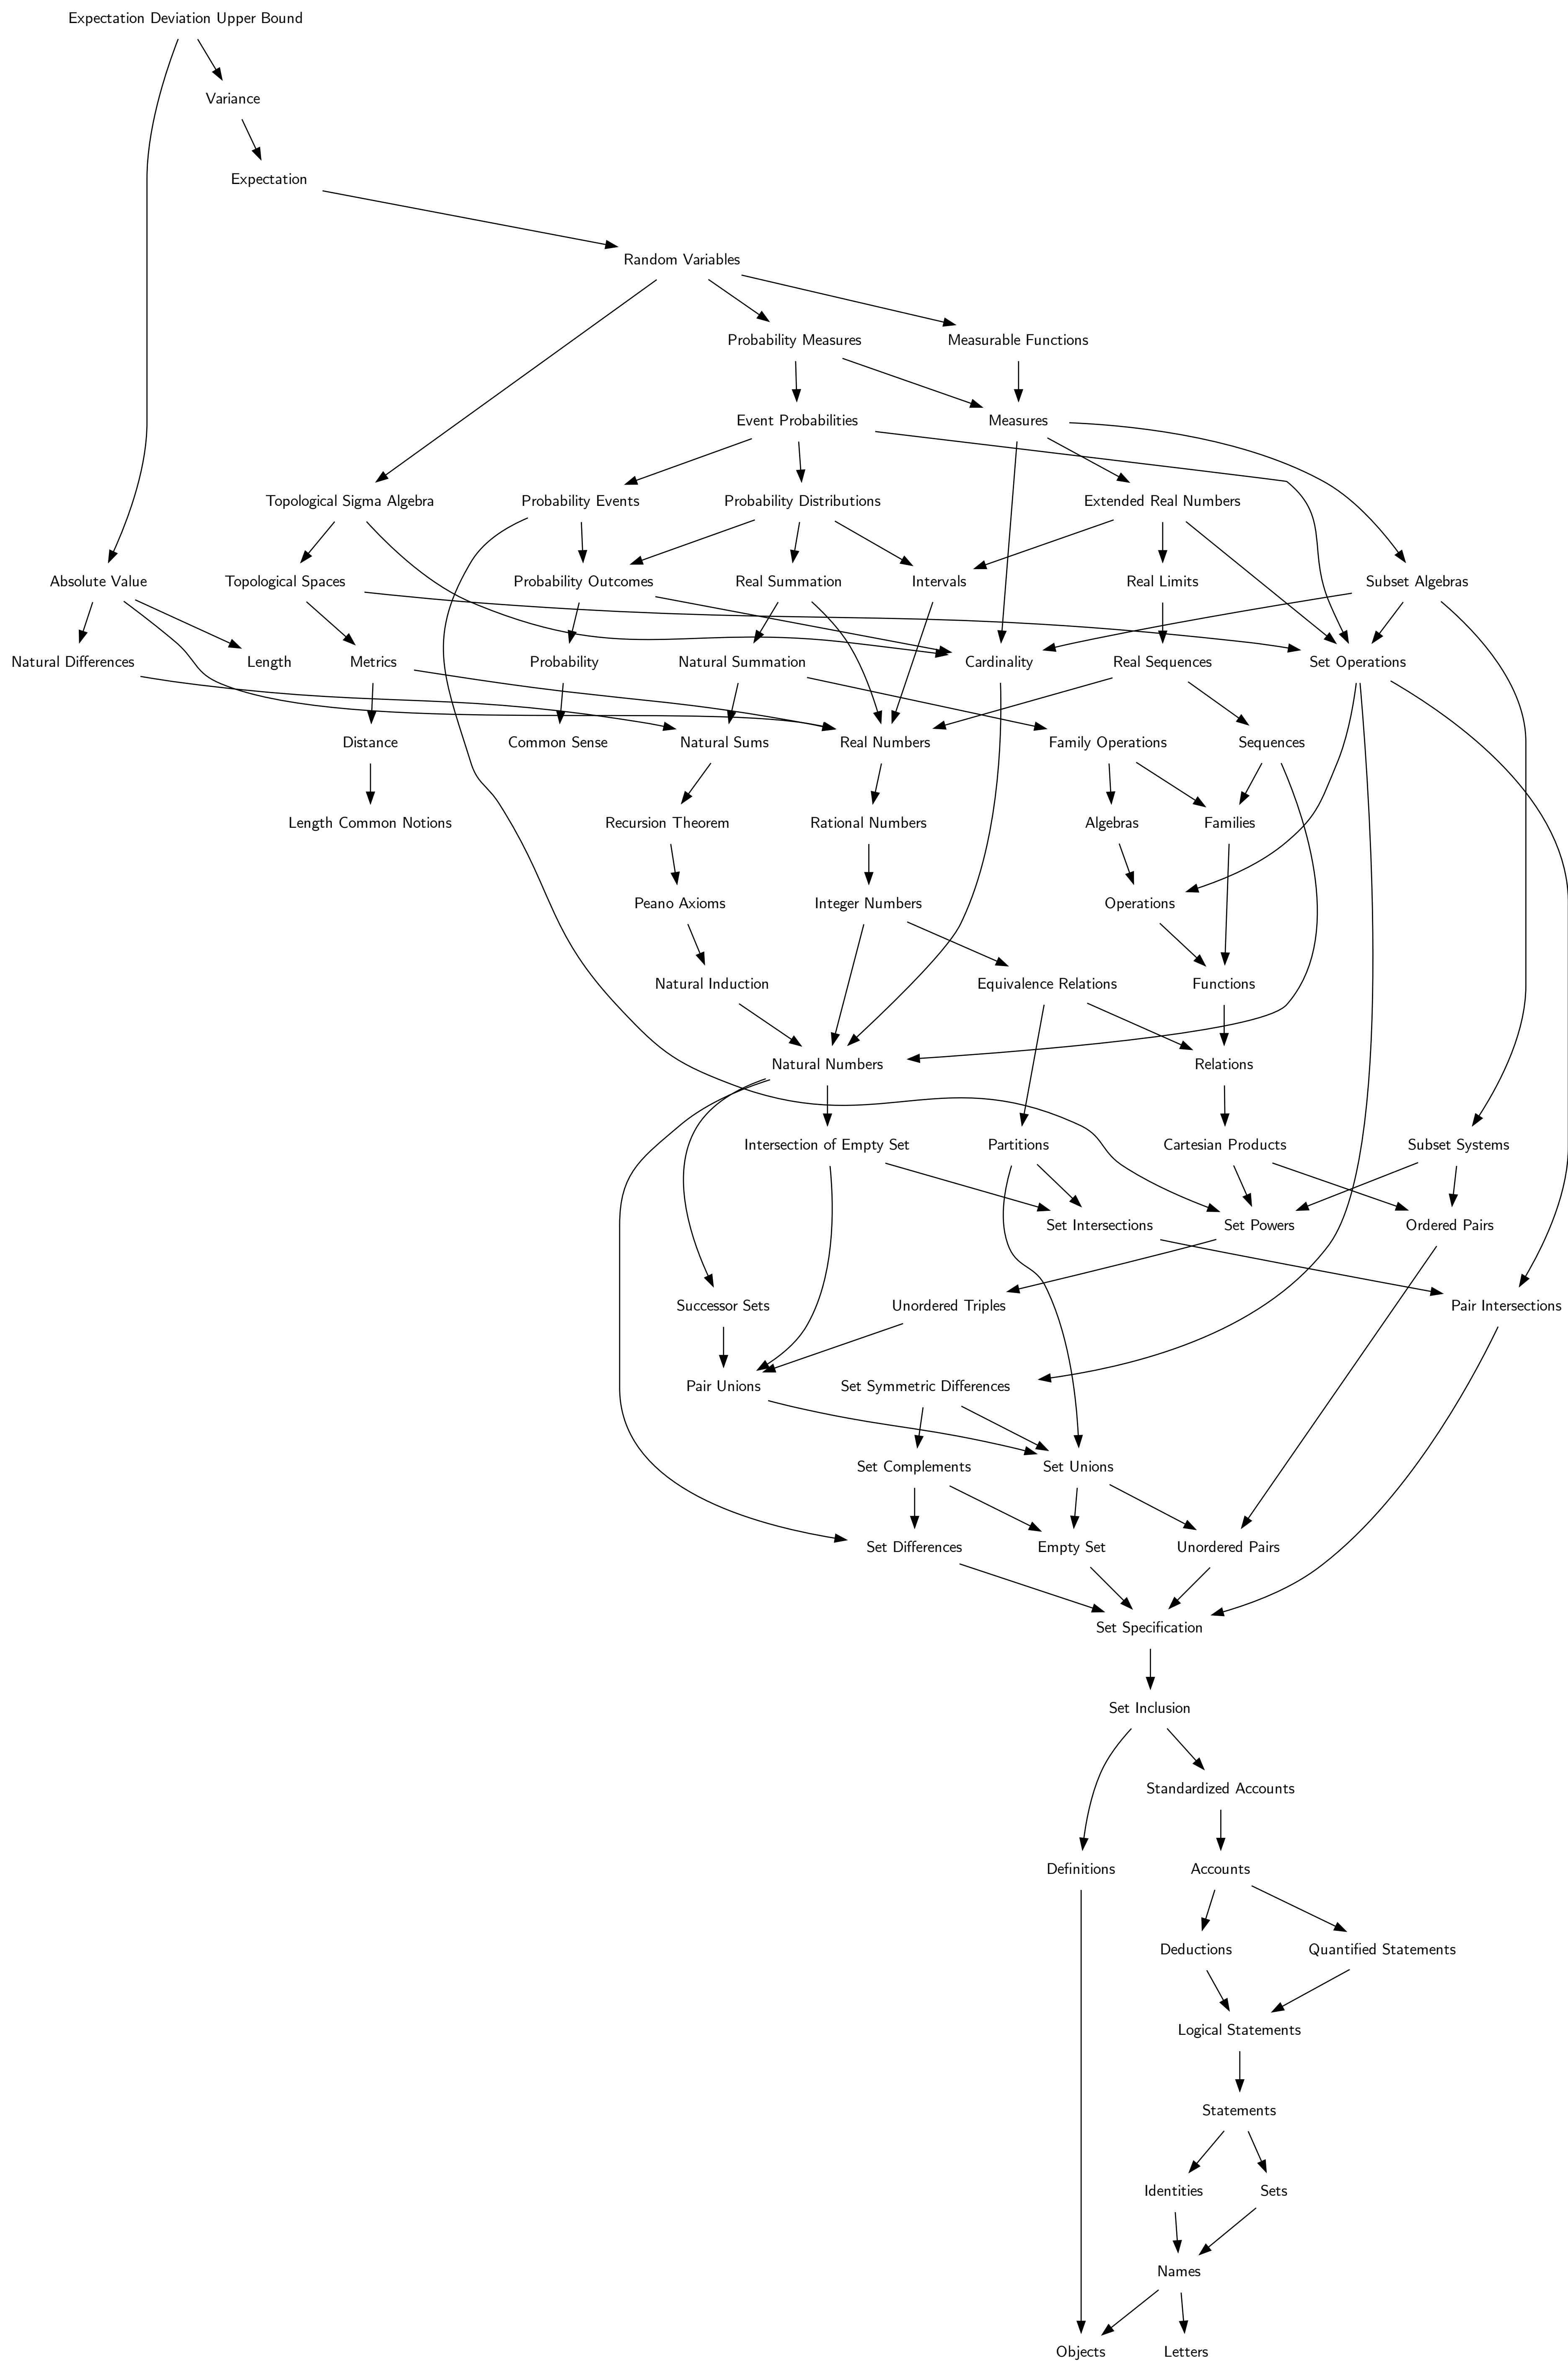 Expectation Deviation Upper Bound
Variance
Expectation
Random Variables
Probability Measures
Measurable Functions
Event Probabilities
Measures
Topological Sigma Algebra
Probability Events
Probability Distributions
Extended Real Numbers
Absolute Value
Topological Spaces
Probability Outcomes
Real Summation
Intervals
Real Limits
Subset Algebras
Natural Differences
Length
Metrics
Probability
Natural Summation
Cardinality
Real Sequences
Set Operations
Distance
Common Sense
Natural Sums
Real Numbers
Family Operations
Sequences
Length Common Notions
Recursion Theorem
Rational Numbers
Algebras
Families
Peano Axioms
Integer Numbers
Operations
Natural Induction
Equivalence Relations
Functions
Natural Numbers
Relations
Intersection of Empty Set
Partitions
Cartesian Products
Subset Systems
Set Intersections
Set Powers
Ordered Pairs
Successor Sets
Unordered Triples
Pair Intersections
Pair Unions
Set Symmetric Differences
Set Complements
Set Unions
Set Differences
Empty Set
Unordered Pairs
Set Specification
Set Inclusion
Standardized Accounts
Definitions
Accounts
Deductions
Quantified Statements
Logical Statements
Statements
Identities
Sets
Names
Objects
Letters